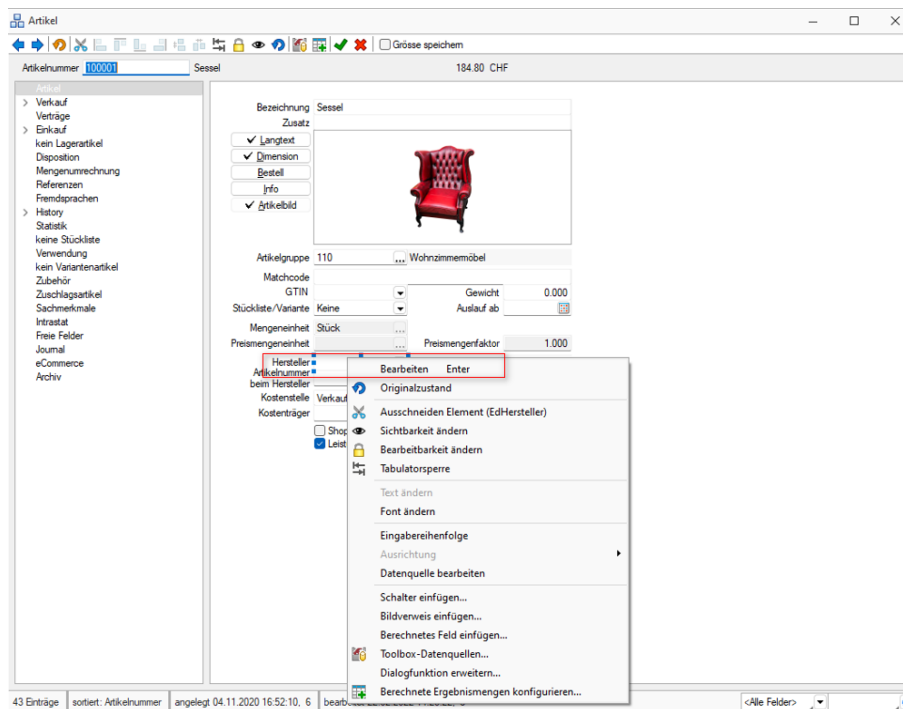 Artikel
Grösse speichern
Artikelnummer 100001 Sessel 184.80 CHF
Artikel
Verkauf
Verträge
Einkauf
kein Lagerartikel
Disposition
Mengenumrechnung
Referenzen
Fremdsprachen
History
Statistik
keine Stückliste
Verwendung
kein Variantenartikel
Zubehör
Zuschlagsartikel
Sachmerkmale
Intrastat
Freie Felder
Journal
eCommerce
Archiv
Bezeichnung Sessel
Zusatz
Langtext
Dimension
Bestell
Info
Artikelbild
Artikelgruppe 110 ... Wohnzimmermöbel
Matchcode
GTIN Gewicht 0.000
Stückliste/Variante Keine Auslauf ab
Mengeneinheit Stück ...
Preismengeneinheit ... Preismengenfaktor 1.000
Hersteller
Artikelnummer
beim Hersteller
Kostenstelle Verkauf
Kostenträger
Shop
Leist
Bearbeiten Enter
Originalzustand
Ausschneiden Element (EdHersteller)
Sichtbarkeit ändern
Bearbeitbarkeit ändern
Tabulatorsperre
Text ändern
Font ändern
Eingabereihenfolge
Ausrichtung
Datenquelle bearbeiten
Schalter einfügen...
Bildverweis einfügen...
Berechnetes Feld einfügen...
Toolbox-Datenquellen...
Dialogfunktion erweitern...
Berechnete Ergebnismengen konfigurieren...
43 Einträge sortiert: Artikelnummer angelegt 04.11.2020 16:52:10, 6 <Alle Felder>